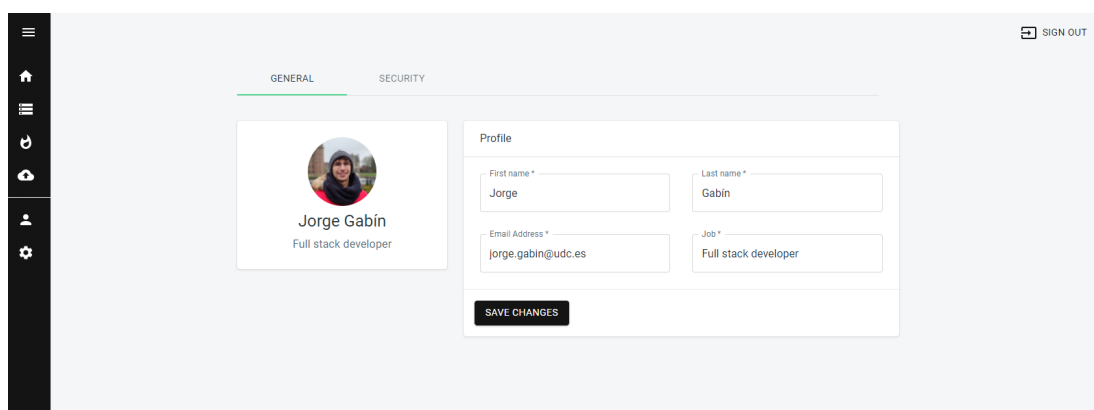 SIGN OUT
GENERAL SECURITY
Jorge Gabín
Full stack developer
Profile
First name *
Jorge
Last name *
Gabín
Email Address *
jorge.gabin@udc.es
Job *
Full stack developer
SAVE CHANGES